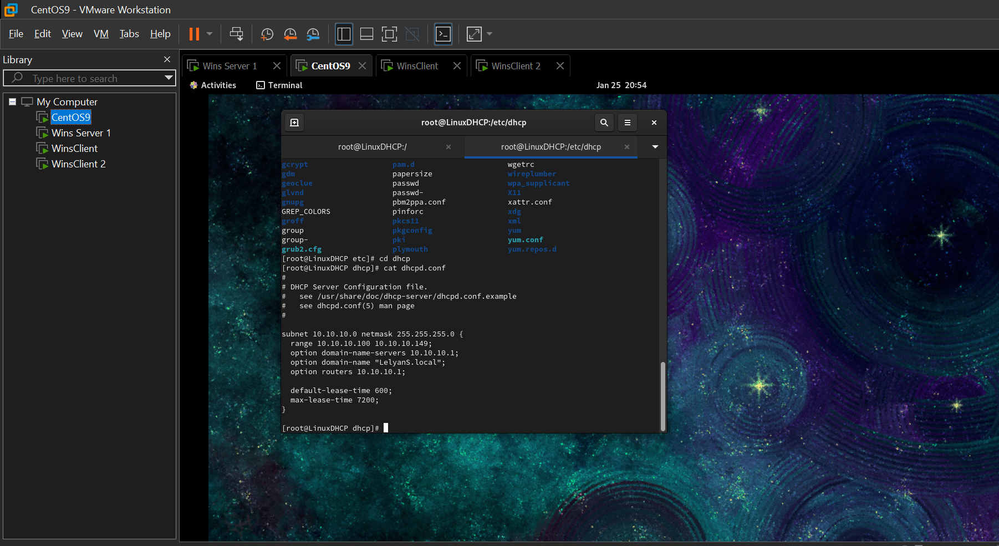 CentOS9 - VMware Workstation
File Edit View VM Tabs Help
Library
Type here to search
My Computer
CentOS9
Wins Server 1
WinsClient
WinsClient 2
Wins Server 1 CentOS9 WinsClient WinsClient 2
Activities Terminal Jan 25 20:54
root@LinuxDHCP:/etc/dhcp
root@LinuxDHCP:/ root@LinuxDHCP:/etc/dhcp
gcrypt pam.d wgetrc
gdm papersize wireplumber
geoclue passwd wpa_supplicant
glvnd passwd- X11
gnupg pbm2ppa.conf xattr.conf
GREP_COLORS pinforc xdg
groff pkcs11 xml
group pkgconfig yum
group- pki yum.conf
grub2.cfg plymouth yum.repos.d
[root@LinuxDHCP etc]# cd dhcp
[root@LinuxDHCP dhcp]# cat dhcpd.conf
#
# DHCP Server Configuration file.
#   see /usr/share/doc/dhcp-server/dhcpd.conf.example
#   see dhcpd.conf(5) man page
#
subnet 10.10.10.0 netmask 255.255.255.0 {
  range 10.10.10.100 10.10.10.149;
  option domain-name-servers 10.10.10.1;
  option domain-name "LelyanS.local";
  option routers 10.10.10.1;
  default-lease-time 600;
  max-lease-time 7200;
}
[root@LinuxDHCP dhcp]#